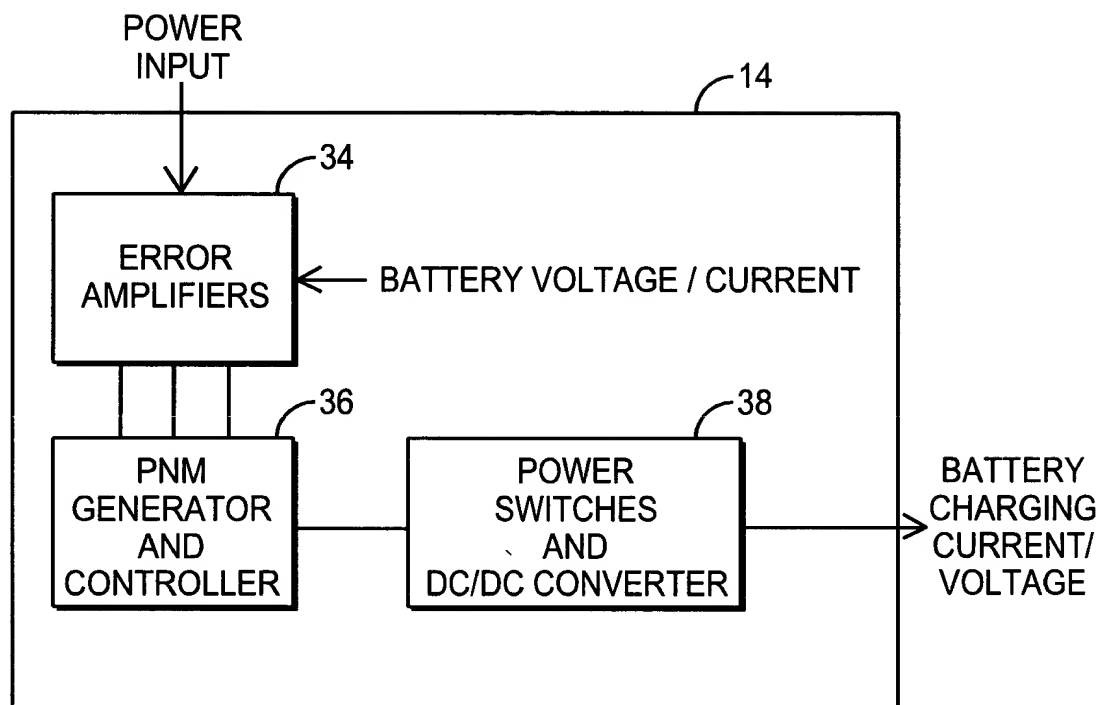 POWER
INPUT
14
34
ERROR
AMPLIFIERS
BATTERY VOLTAGE / CURRENT
36
38
PNM
GENERATOR
AND
CONTROLLER
POWER
SWITCHES
AND
DC/DC CONVERTER
BATTERY
CHARGING
CURRENT/
VOLTAGE